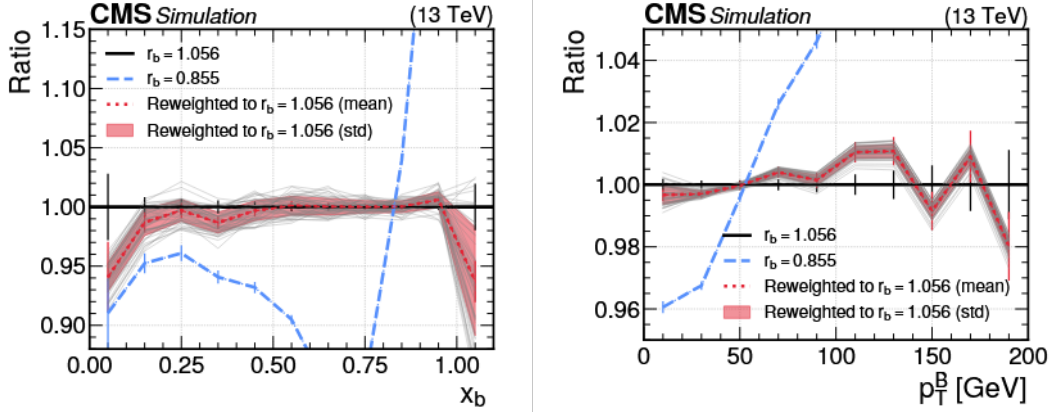 CMS Simulation (13 TeV)
Ratio
1.15
1.10
1.05
1.00
0.95
0.90
r_b = 1.056
r_b = 0.855
Reweighted to r_b = 1.056 (mean)
Reweighted to r_b = 1.056 (std)
0.00 0.25 0.50 0.75 1.00
x_b
CMS Simulation (13 TeV)
Ratio
1.04
1.02
1.00
0.98
0.96
r_b = 1.056
r_b = 0.855
Reweighted to r_b = 1.056 (mean)
Reweighted to r_b = 1.056 (std)
0 50 100 150 200
p_T^B [GeV]